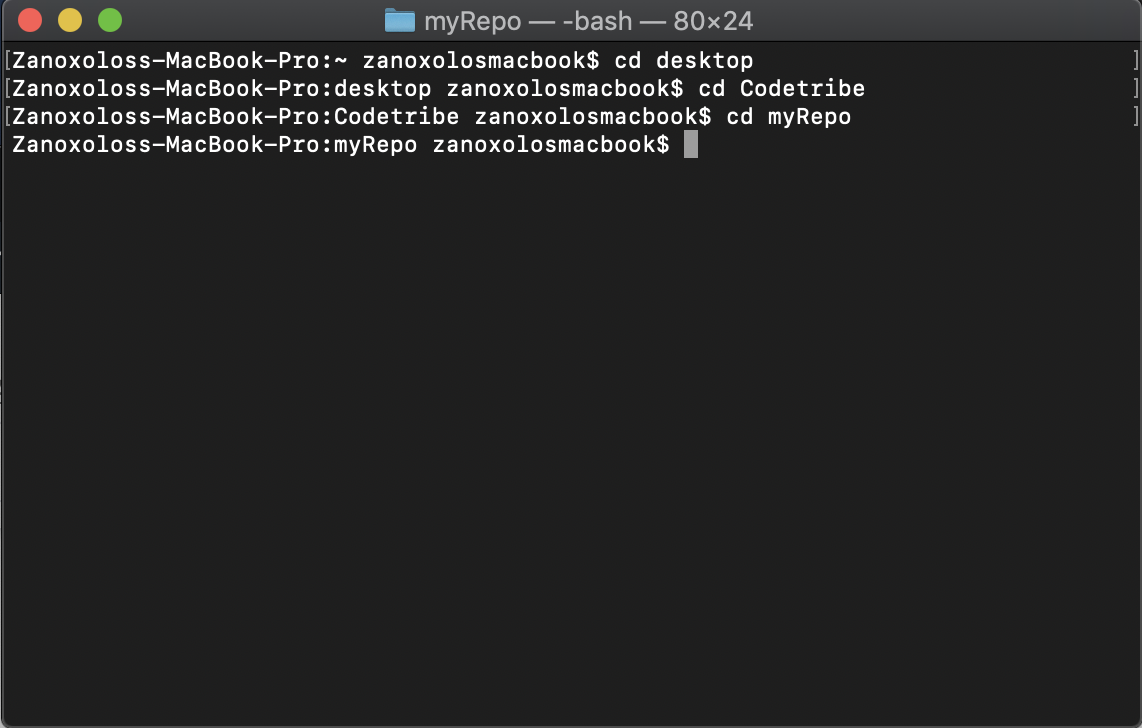 myRepo — -bash — 80×24
[Zanoxoloss-MacBook-Pro:~ zanoxolosmacbook$ cd desktop ]
[Zanoxoloss-MacBook-Pro:desktop zanoxolosmacbook$ cd Codetribe ]
[Zanoxoloss-MacBook-Pro:Codetribe zanoxolosmacbook$ cd myRepo ]
Zanoxoloss-MacBook-Pro:myRepo zanoxolosmacbook$